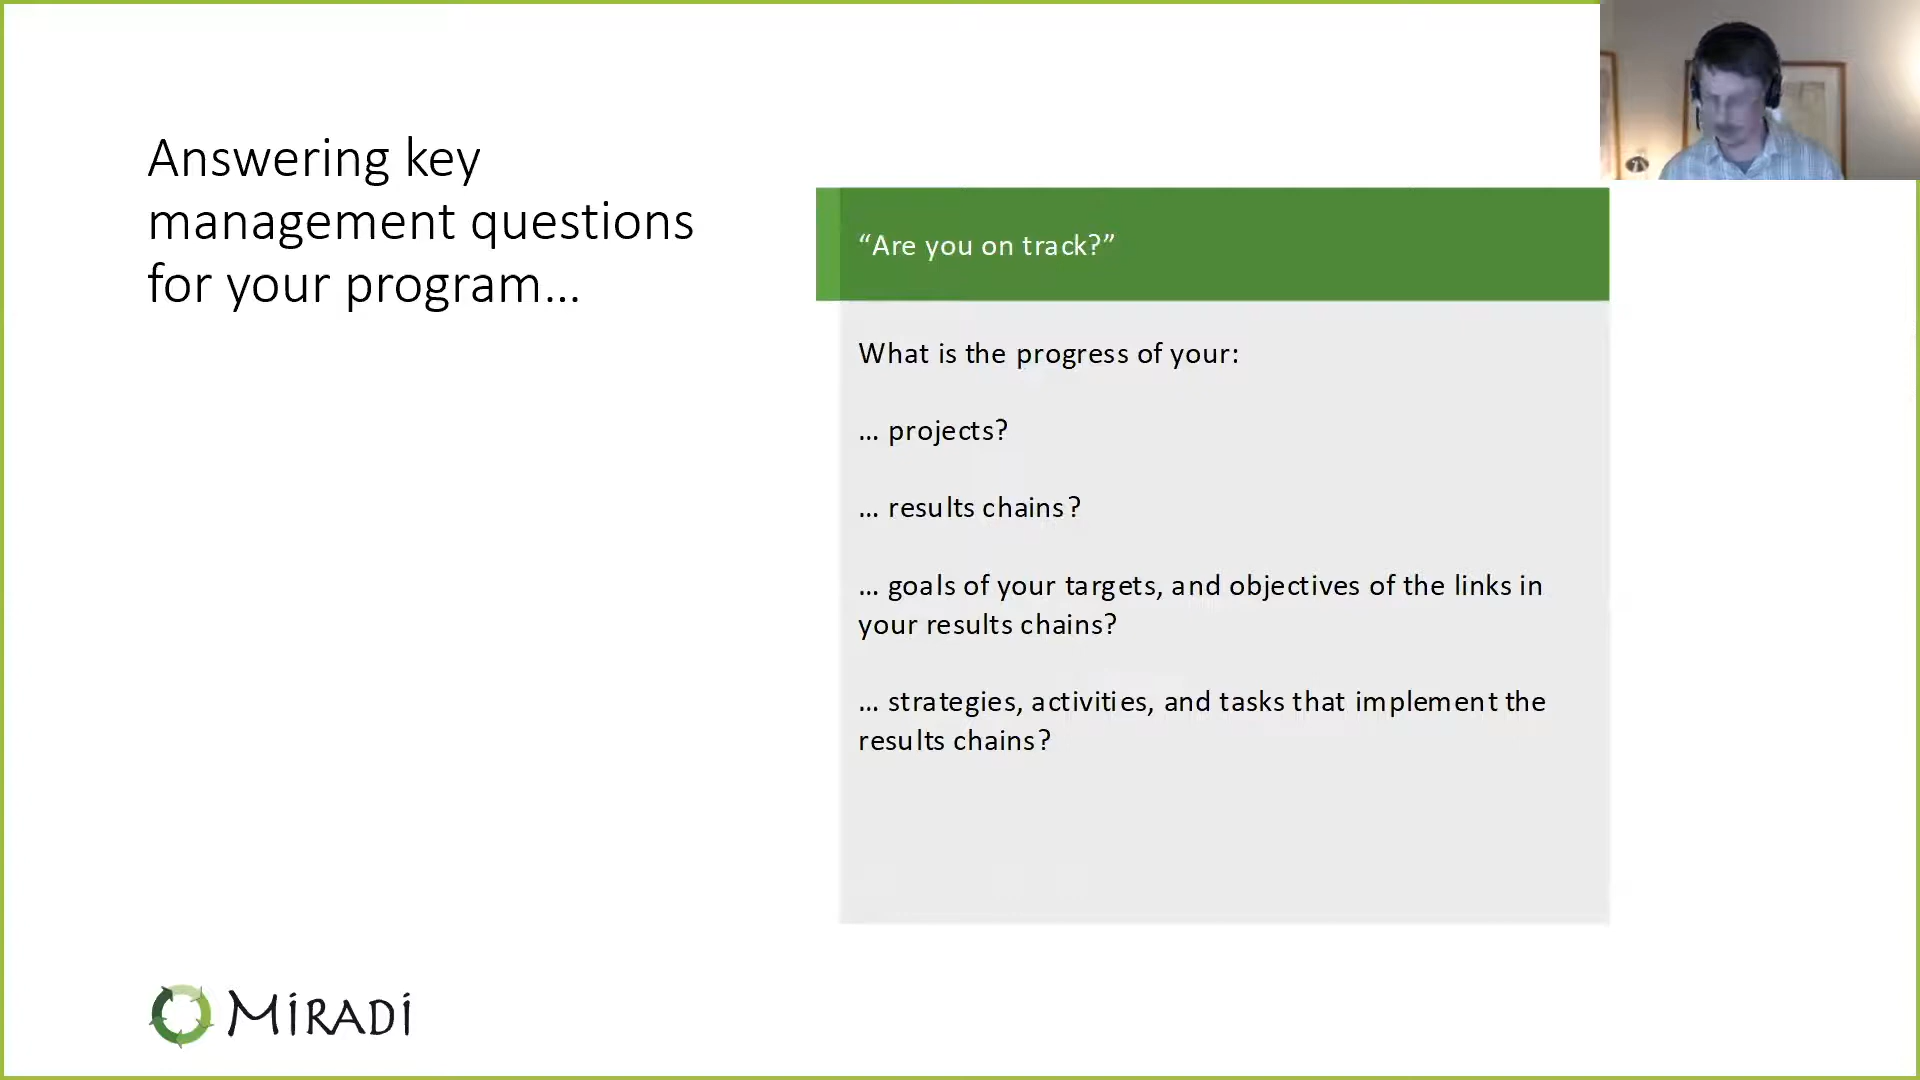 Answering key
management questions
for your program...
“Are you on track?”
What is the progress of your:
... projects?
... results chains?
... goals of your targets, and objectives of the links in
your results chains?
... strategies, activities, and tasks that implement the
results chains?
MiRADi